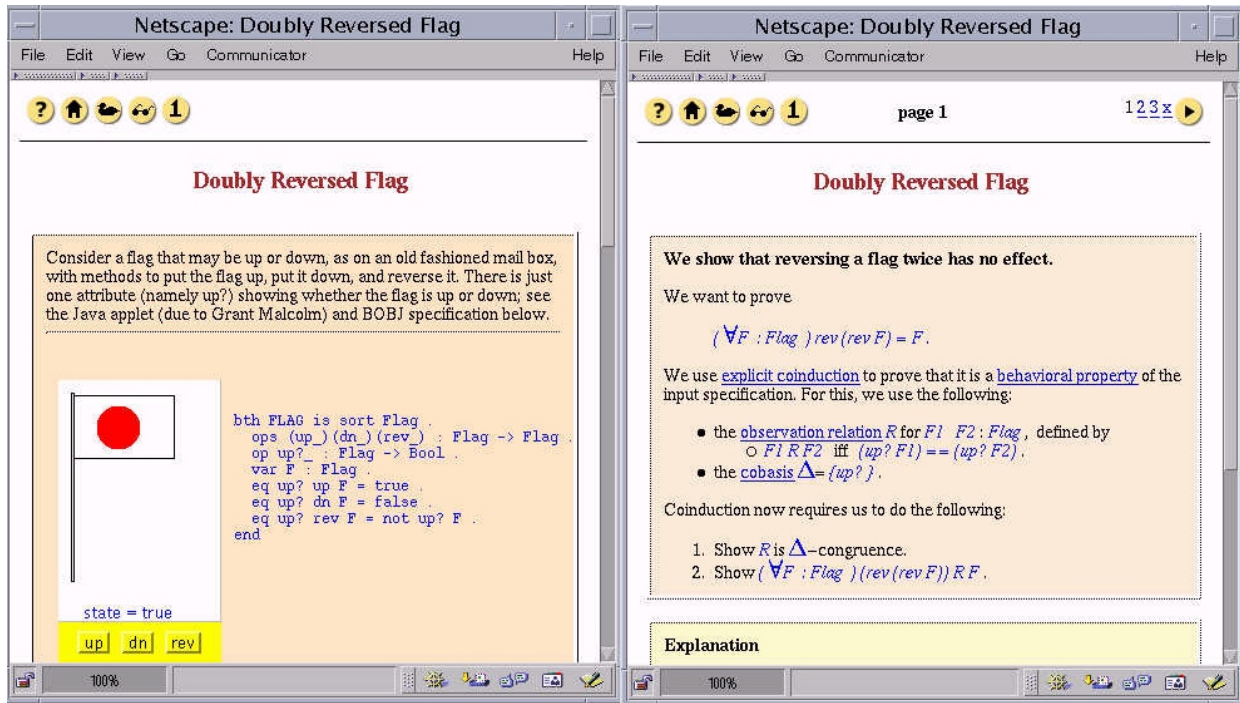 Netscape: Doubly Reversed Flag
File Edit View Go Communicator Help
? 1
Doubly Reversed Flag
Consider a flag that may be up or down, as on an old fashioned mail box,
with methods to put the flag up, put it down, and reverse it. There is just
one attribute (namely up?) showing whether the flag is up or down; see
the Java applet (due to Grant Malcolm) and BOBJ specification below.
bth FLAG is sort Flag .
ops (up_)(dn_)(rev_) : Flag -> Flag .
op up?_ : Flag -> Bool .
var F : Flag .
eq up? up F = true .
eq up? dn F = false .
eq up? rev F = not up? F .
end
state = true
up dn rev
100%
Netscape: Doubly Reversed Flag
File Edit View Go Communicator Help
? 1 page 1 1 2 3 x
Doubly Reversed Flag
We show that reversing a flag twice has no effect.
We want to prove
( ∀F : Flag ) rev (rev F) = F .
We use explicit coinduction to prove that it is a behavioral property of the
input specification. For this, we use the following:
• the observation relation R for F1 F2 : Flag , defined by
○ F1 R F2 iff (up? F1) == (up? F2) .
• the cobasis Δ= {up? } .
Coinduction now requires us to do the following:
1. Show R is Δ-congruence.
2. Show ( ∀F : Flag ) (rev (rev F)) R F .
Explanation
100%